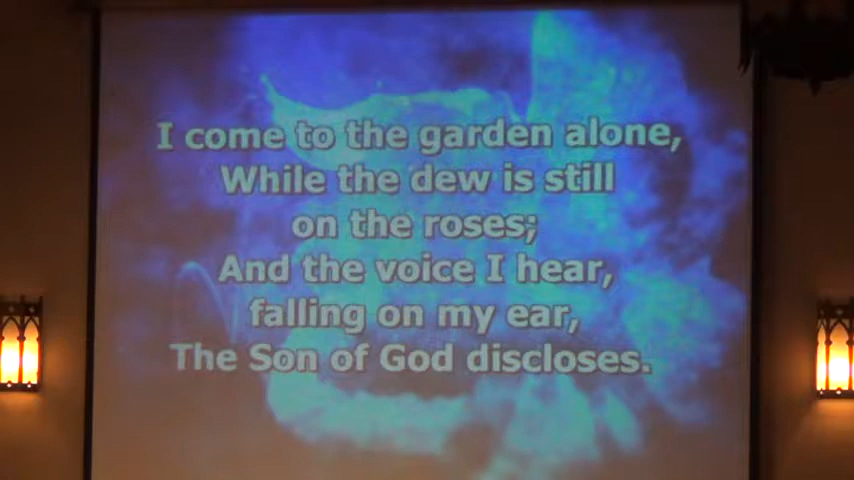 I come to the garden alone,
While the dew is still
on the roses;
And the voice I hear,
falling on my ear,
The Son of God discloses.